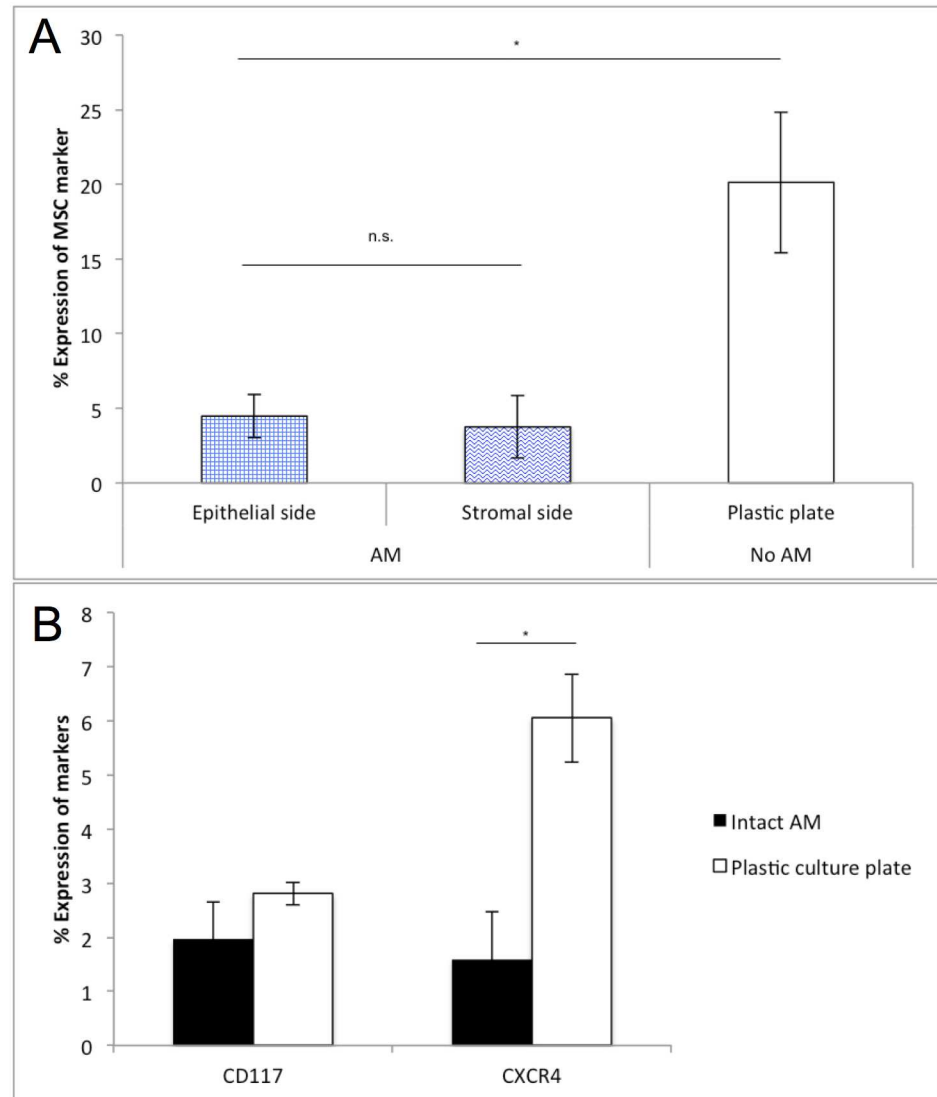 A
% Expression of MSC marker
30
25
20
15
10
5
0
*
n.s.
Epithelial side
Stromal side
Plastic plate
AM
No AM
B
% Expression of markers
8
7
6
5
4
3
2
1
0
*
CD117
CXCR4
Intact AM
Plastic culture plate